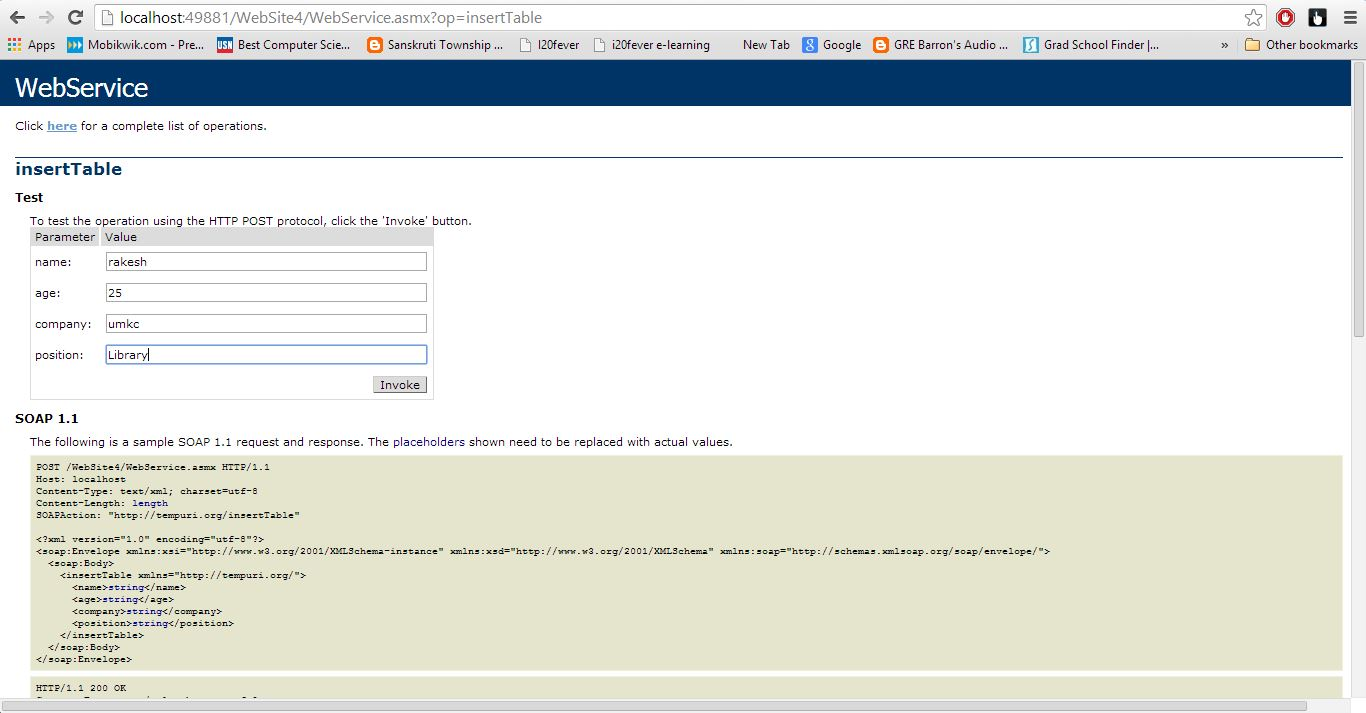 localhost:49881/WebSite4/WebService.asmx?op=insertTable
Apps Mobikwik.com - Pre... USN Best Computer Scie... Sanskruti Township ... I20fever i20fever e-learning New Tab Google GRE Barron's Audio ... Grad School Finder |... » Other bookmarks
WebService
Click here for a complete list of operations.
insertTable
Test
To test the operation using the HTTP POST protocol, click the 'Invoke' button.
Parameter Value
name: rakesh
age: 25
company: umkc
position: Library
Invoke
SOAP 1.1
The following is a sample SOAP 1.1 request and response. The placeholders shown need to be replaced with actual values.
POST /WebSite4/WebService.asmx HTTP/1.1
Host: localhost
Content-Type: text/xml; charset=utf-8
Content-Length: length
SOAPAction: "http://tempuri.org/insertTable"
<?xml version="1.0" encoding="utf-8"?>
<soap:Envelope xmlns:xsi="http://www.w3.org/2001/XMLSchema-instance" xmlns:xsd="http://www.w3.org/2001/XMLSchema" xmlns:soap="http://schemas.xmlsoap.org/soap/envelope/">
<soap:Body>
<insertTable xmlns="http://tempuri.org/">
<name>string</name>
<age>string</age>
<company>string</company>
<position>string</position>
</insertTable>
</soap:Body>
</soap:Envelope>
HTTP/1.1 200 OK